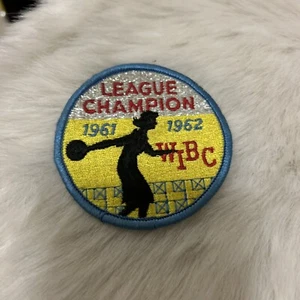 LEAGUE
CHAMPION
1961 1962
WIBC